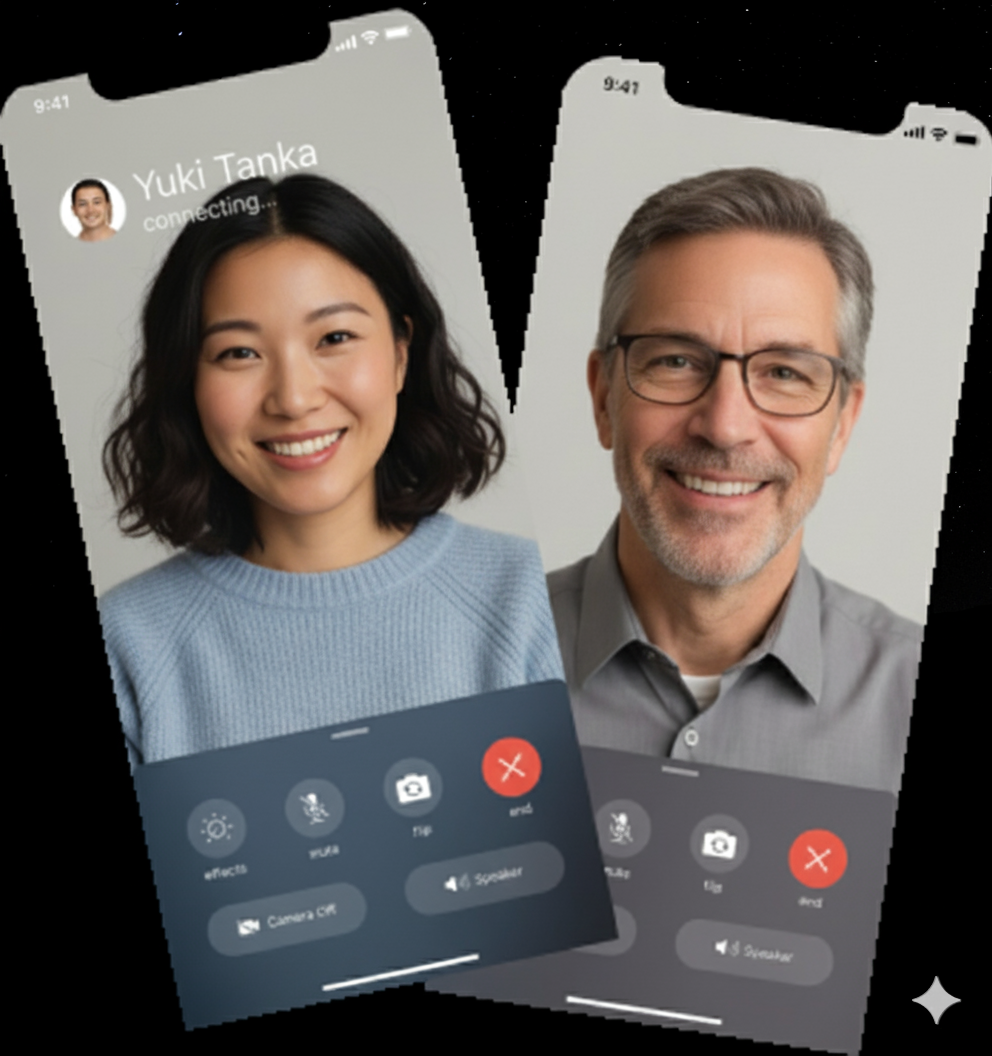 9:41
Yuki Tanka
connecting...
effects
mute
flip
end
Camera Off
Speaker
9:41
mute
flip
end
Speaker